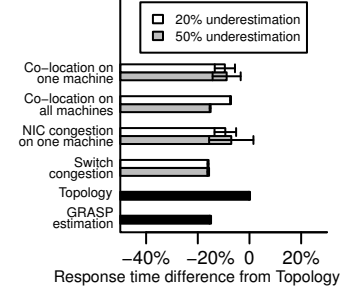 20% underestimation
50% underestimation
Co-location on
one machine
Co-location on
all machines
NIC congestion
on one machine
Switch
congestion
Topology
GRASP
estimation
−40% −20% 0 20%
Response time difference from Topology